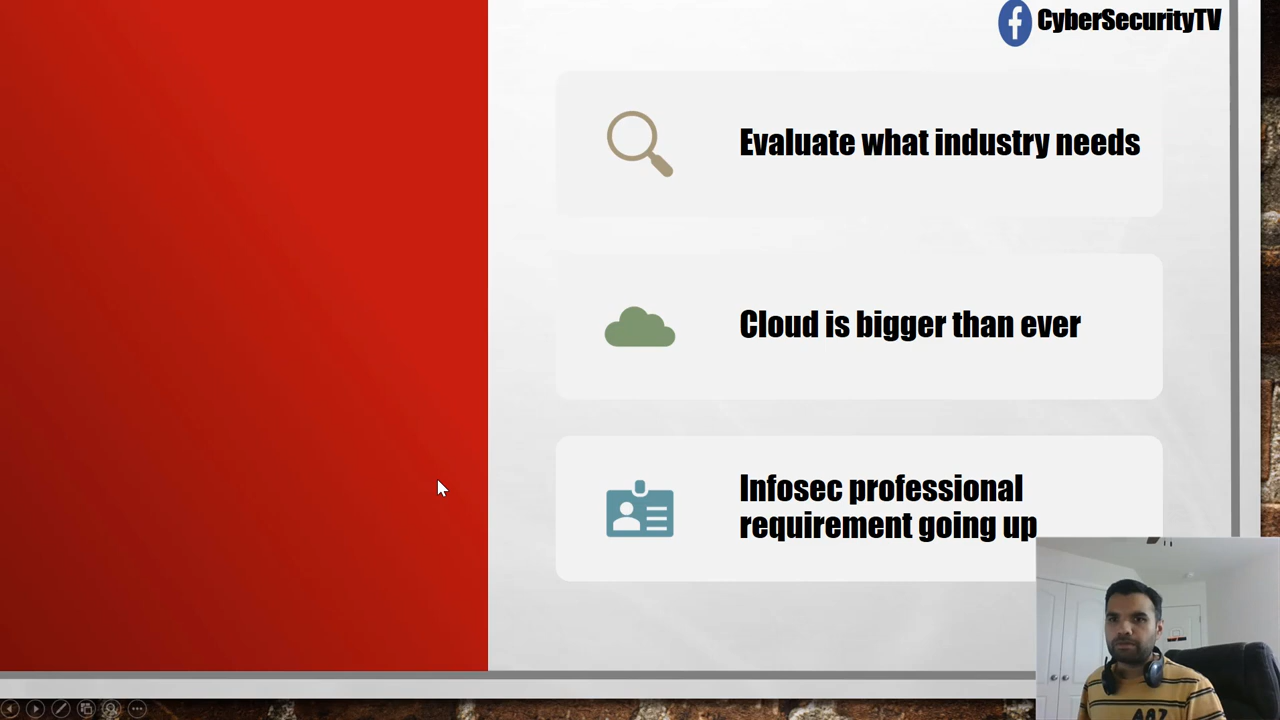 CyberSecurityTV
Evaluate what industry needs
Cloud is bigger than ever
Infosec professional
requirement going up